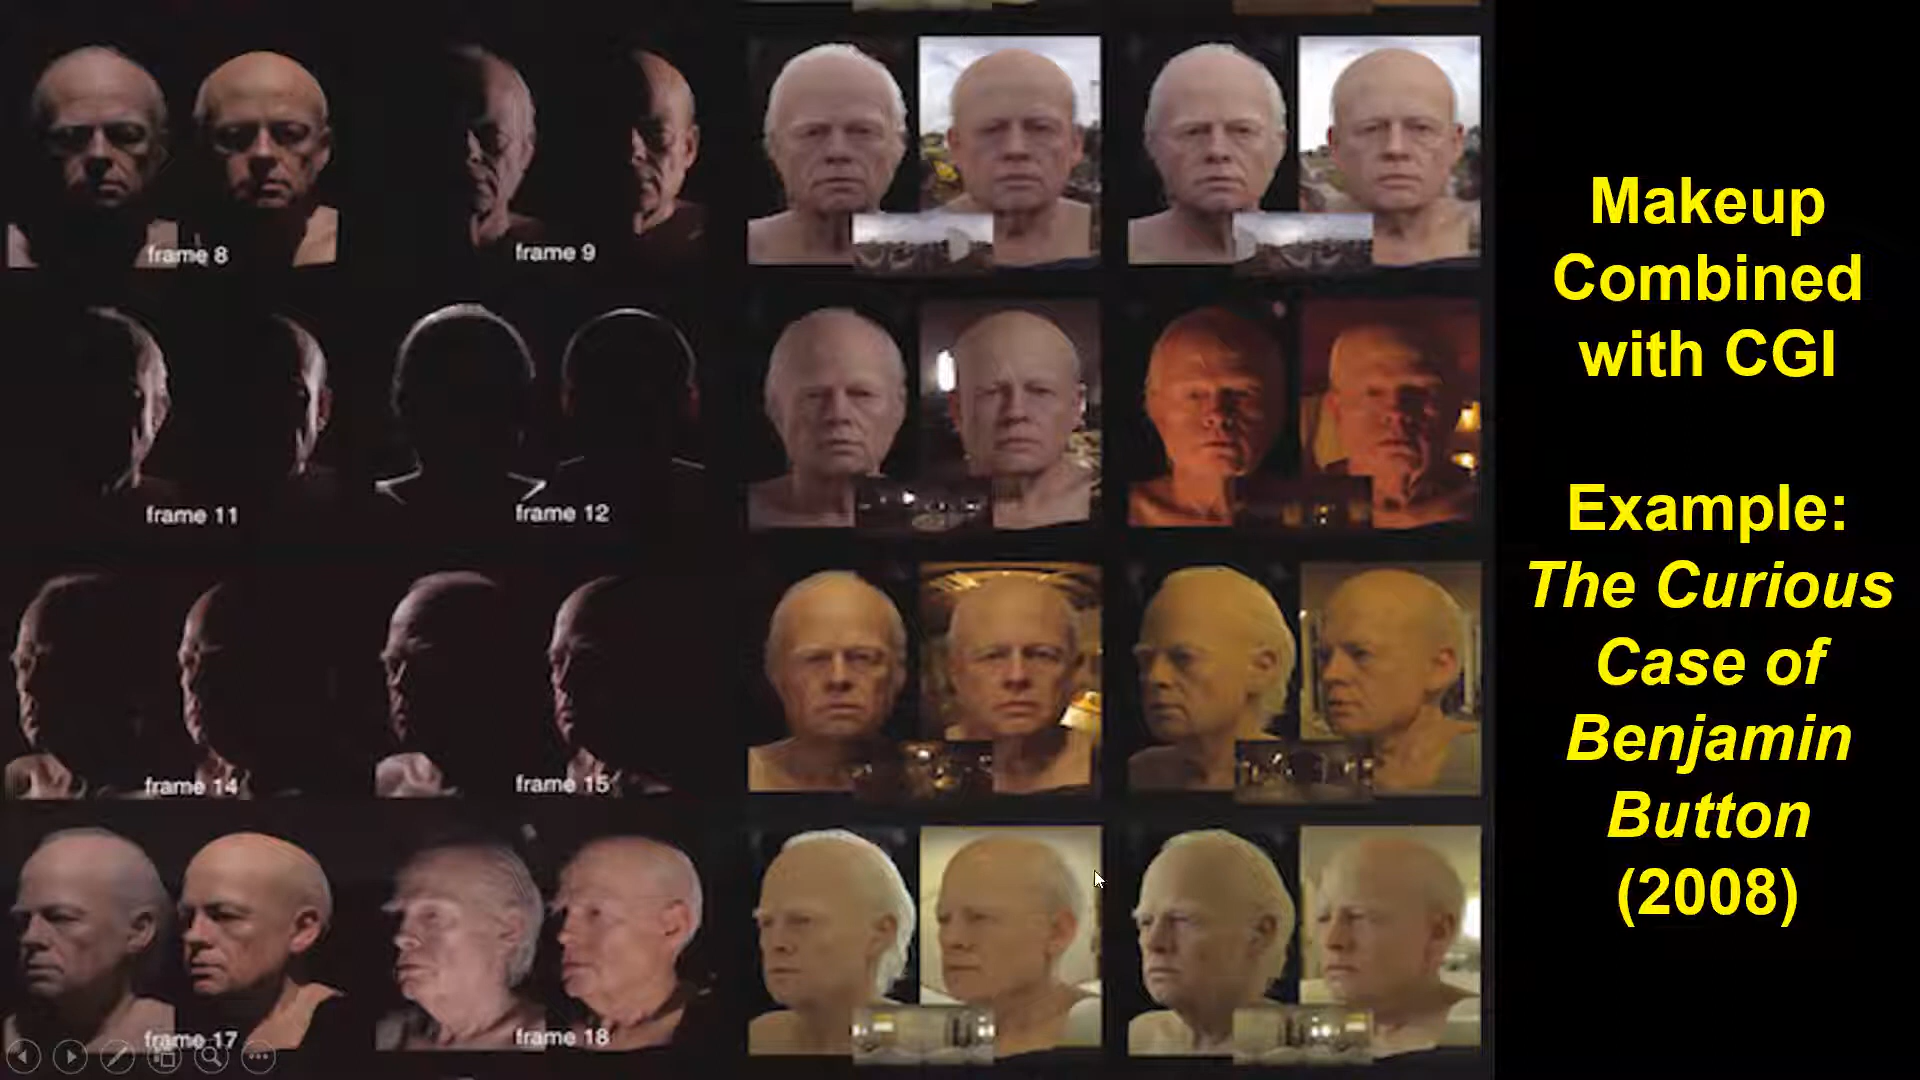 frame 8
frame 9
frame 11
frame 12
frame 14
frame 15
frame 17
frame 18
Makeup
Combined
with CGI
Example:
The Curious
Case of
Benjamin
Button
(2008)